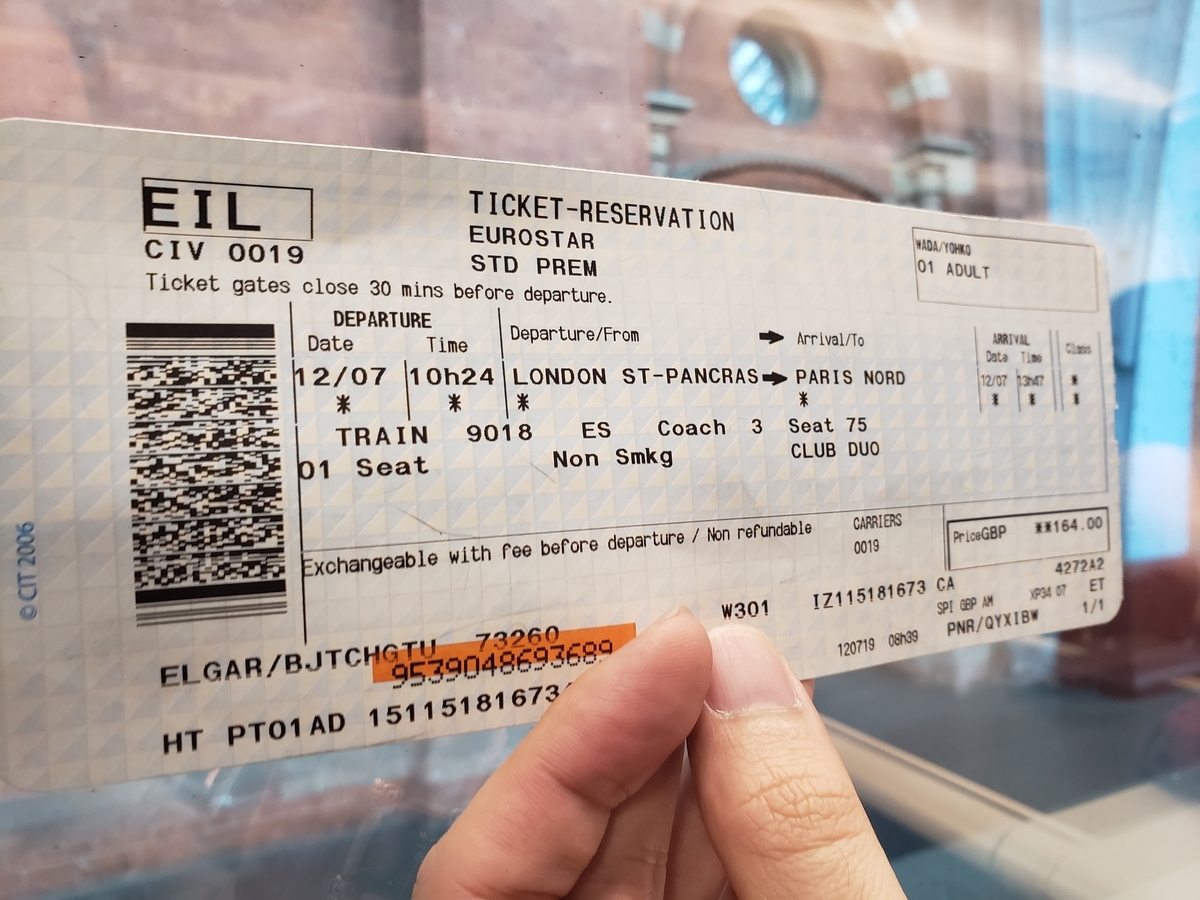 EIL
CIV 0019
TICKET-RESERVATION
EUROSTAR
STD PREM
WADA/YOHKO
01 ADULT
Ticket gates close 30 mins before departure.
DEPARTURE
Date Time Departure/From → Arrival/To
ARRIVAL
Date Time Class
12/07 10h24 LONDON ST-PANCRAS → PARIS NORD 12/07 13h47 *
* * * * * * *
TRAIN 9018 ES Coach 3 Seat 75
01 Seat Non Smkg CLUB DUO
Exchangeable with fee before departure / Non refundable
CARRIERS
0019
PriceGBP **164.00
4272A2
W301 IZ115181673 CA
SPI GBP AM XP34 07 ET
120719 08h39 PNR/QYXIBW 1/1
ELGAR/BJTCHGTU 73260
9539048693689
HT PT01AD 15115181673
© CIT 2006